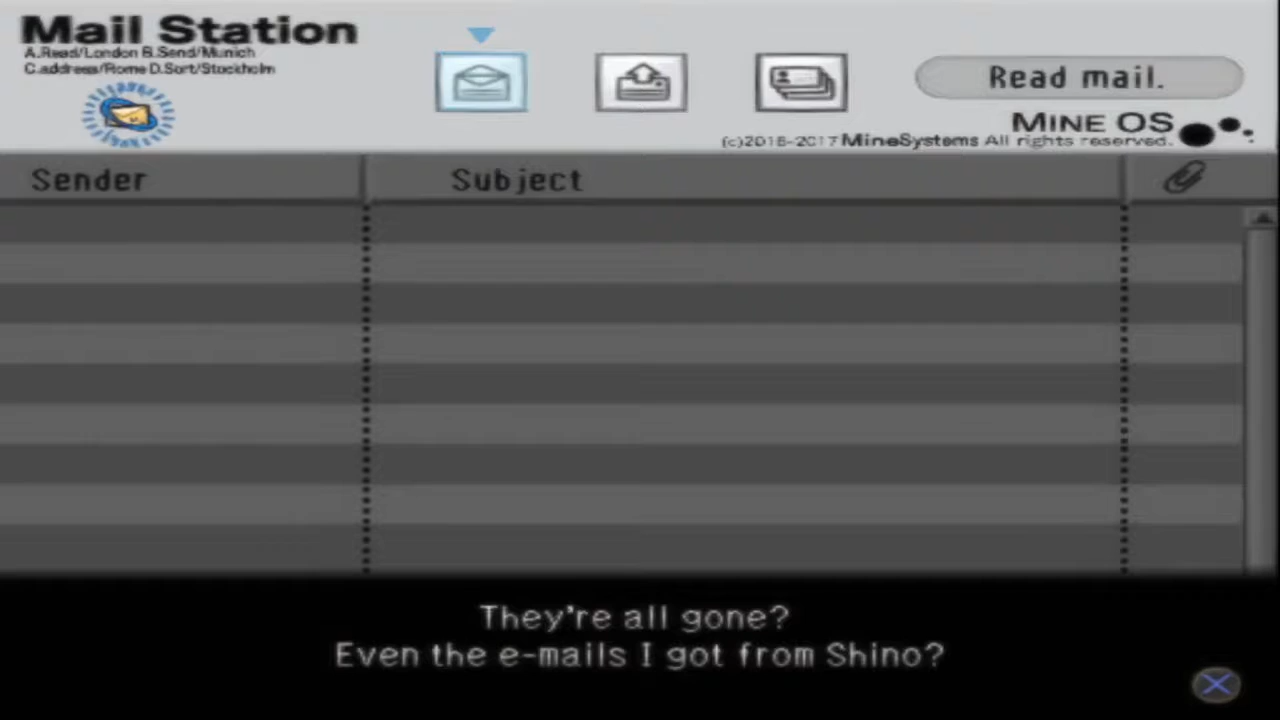 Mail Station
A.Read/London B.Send/Munich
C.address/Rome D.Sort/Stockholm
Read mail.
MINE OS
(c)2015-2017 MineSystems All rights reserved.
Sender Subject
They're all gone?
Even the e-mails I got from Shino?